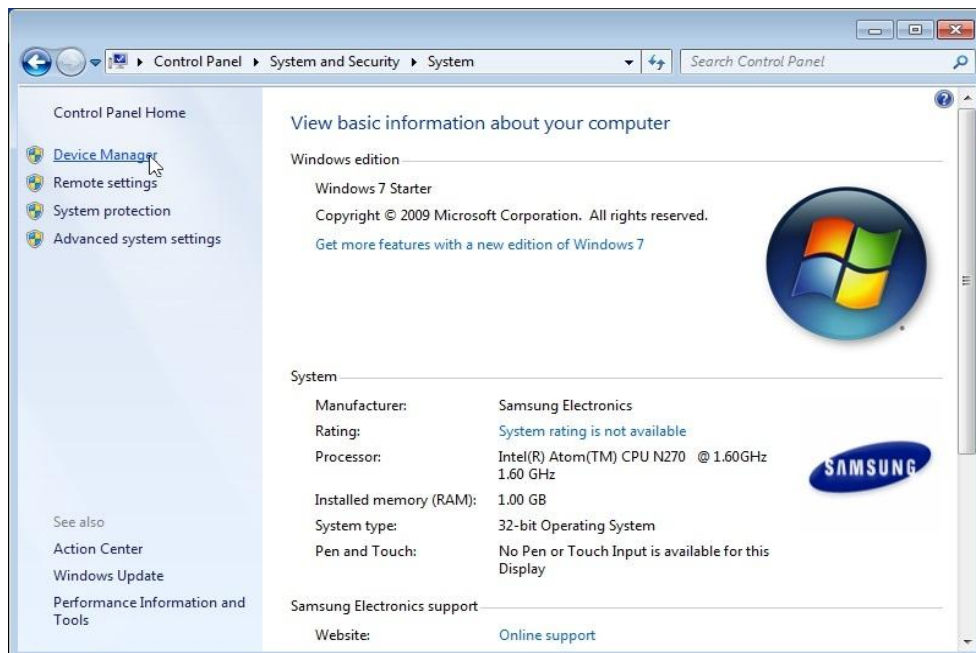 Control Panel ▸ System and Security ▸ System
Search Control Panel
Control Panel Home
Device Manager
Remote settings
System protection
Advanced system settings
See also
Action Center
Windows Update
Performance Information and
Tools
View basic information about your computer
Windows edition
Windows 7 Starter
Copyright © 2009 Microsoft Corporation. All rights reserved.
Get more features with a new edition of Windows 7
System
Manufacturer: Samsung Electronics
Rating: System rating is not available
Processor: Intel(R) Atom(TM) CPU N270 @ 1.60GHz
1.60 GHz
Installed memory (RAM): 1.00 GB
System type: 32-bit Operating System
Pen and Touch: No Pen or Touch Input is available for this
Display
SAMSUNG
Samsung Electronics support
Website: Online support